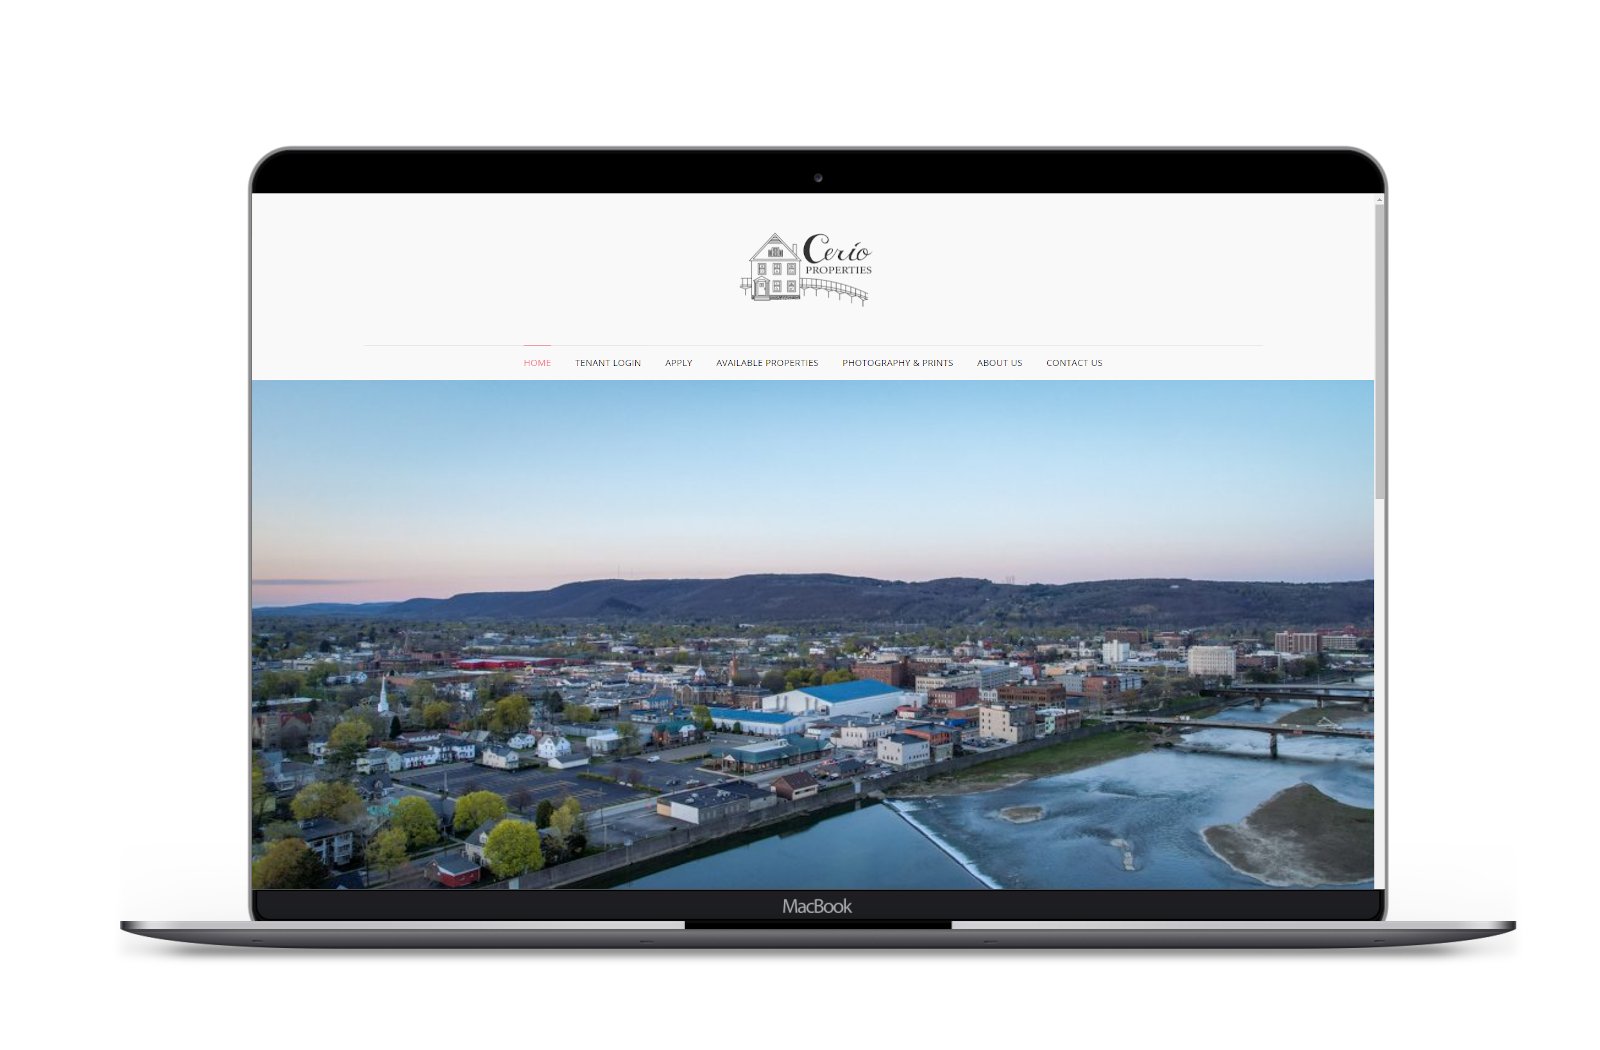 Cerio
PROPERTIES
HOME TENANT LOGIN APPLY AVAILABLE PROPERTIES PHOTOGRAPHY & PRINTS ABOUT US CONTACT US
MacBook